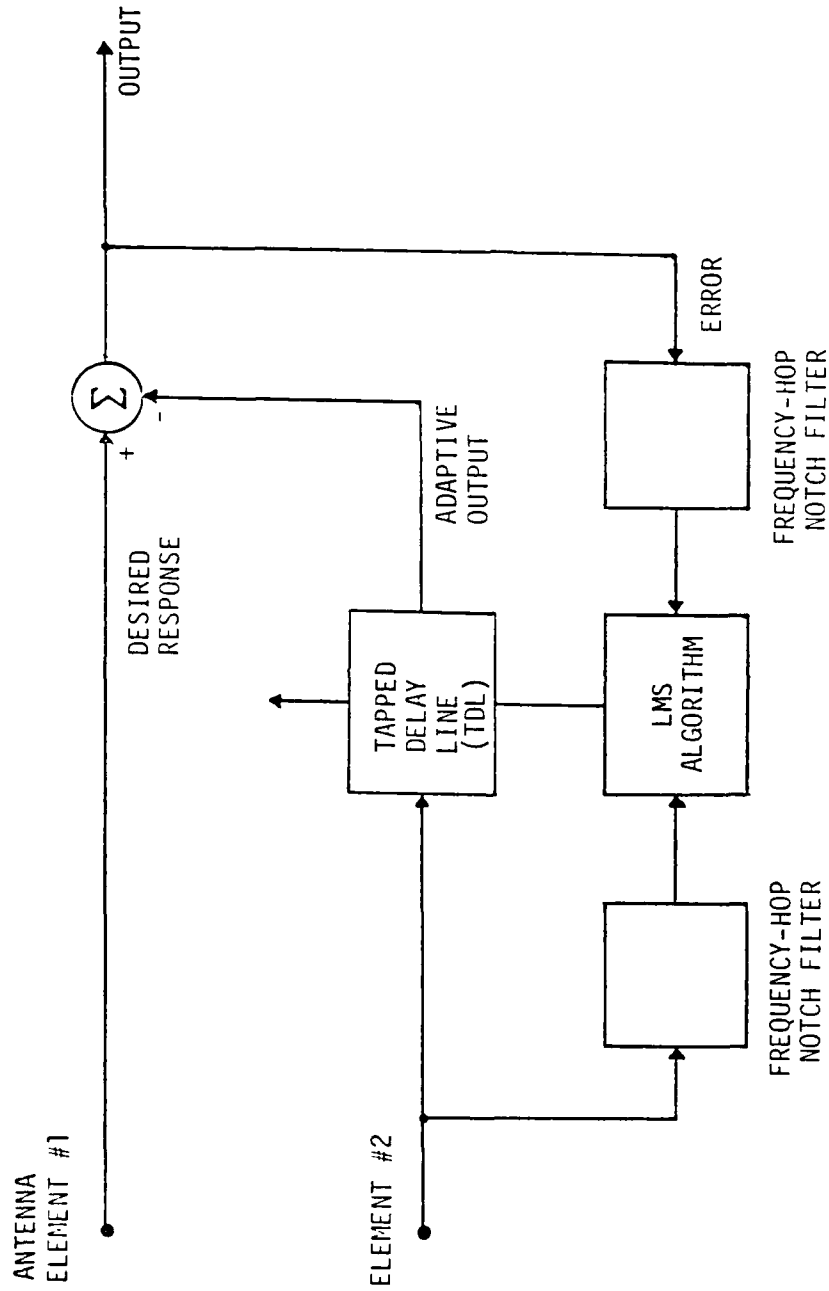 ANTENNA
ELEMENT #1
DESIRED
RESPONSE
+
-
Σ
OUTPUT
ELEMENT #2
TAPPED
DELAY
LINE
(TDL)
ADAPTIVE
OUTPUT
ERROR
LMS
ALGORITHM
FREQUENCY-HOP
NOTCH FILTER
FREQUENCY-HOP
NOTCH FILTER